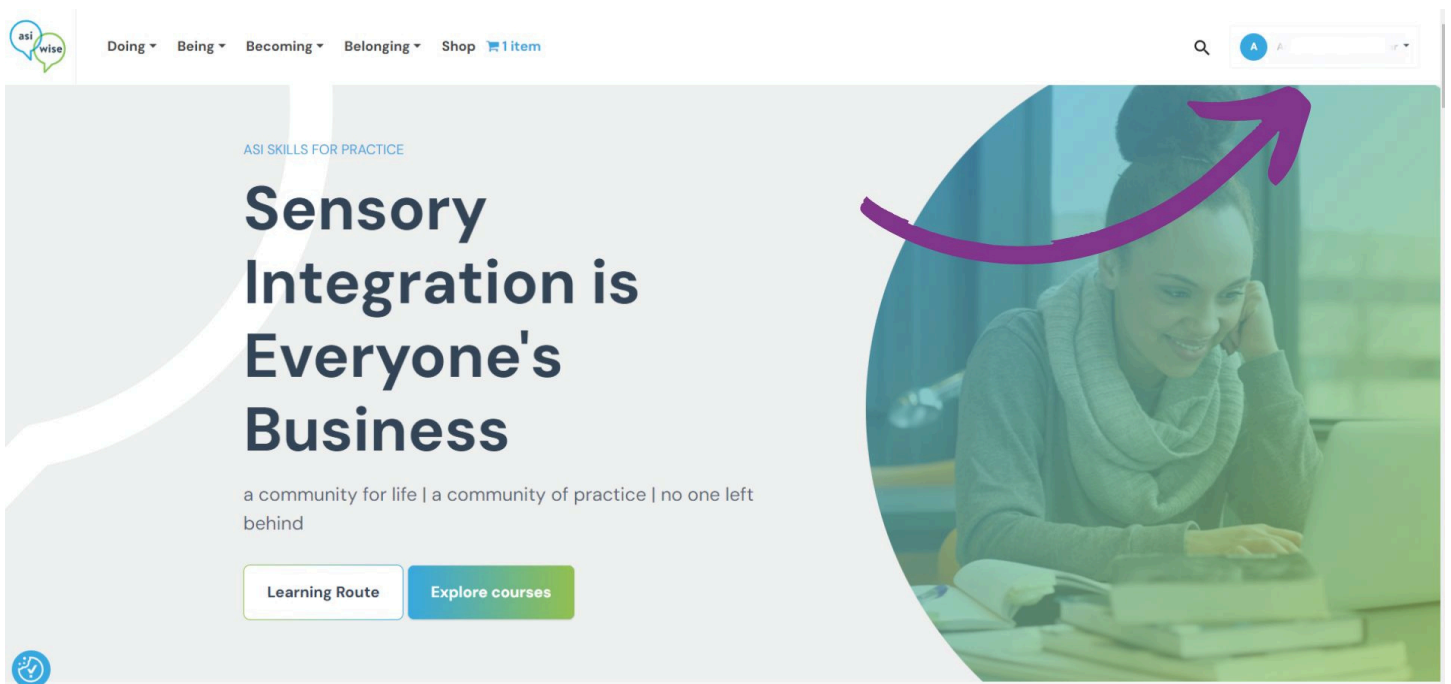 asi
wise
Doing Being Becoming Belonging Shop 1 item
A
ASI SKILLS FOR PRACTICE
Sensory
Integration is
Everyone's
Business
a community for life | a community of practice | no one left
behind
Learning Route Explore courses